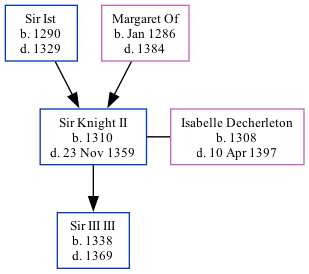 Sir Ist
b. 1290
d. 1329
Margaret Of
b. Jan 1286
d. 1384
Sir Knight II
b. 1310
d. 23 Nov 1359
Isabelle Decherleton
b. 1308
d. 10 Apr 1397
Sir III III
b. 1338
d. 1369